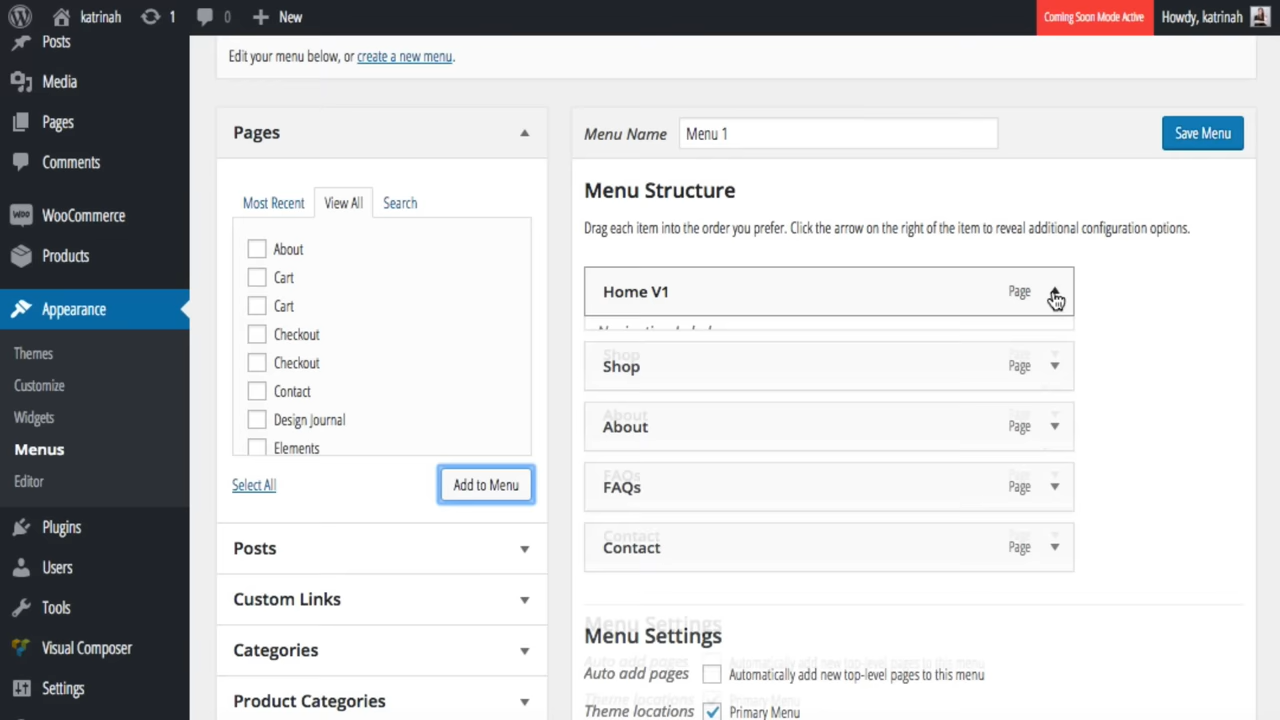 katrinah 1 0 New Coming Soon Mode Active Howdy, katrinah
Posts
Media
Pages
Comments
WOO WooCommerce
Products
Appearance
Themes
Customize
Widgets
Menus
Editor
Plugins
Users
Tools
Visual Composer
Settings
Edit your menu below, or create a new menu.
Pages
Most Recent View All Search
About
Cart
Cart
Checkout
Checkout
Contact
Design Journal
Elements
Select All Add to Menu
Posts
Custom Links
Categories
Product Categories
Menu Name Menu 1 Save Menu
Menu Structure
Drag each item into the order you prefer. Click the arrow on the right of the item to reveal additional configuration options.
Home V1 Page
Shop Page
About Page
FAQs Page
Contact Page
Menu Settings
Auto add pages Automatically add new top-level pages to this menu
Theme locations Primary Menu